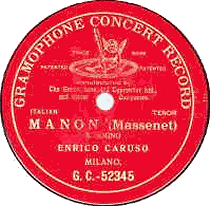 GRAMOPHONE CONCERT RECORD
TRADE MARK
PATENTED PATENTED
ITALIAN TENOR
MANON (Massenet)
ENRICO CARUSO
MILANO.
G.C.-52345